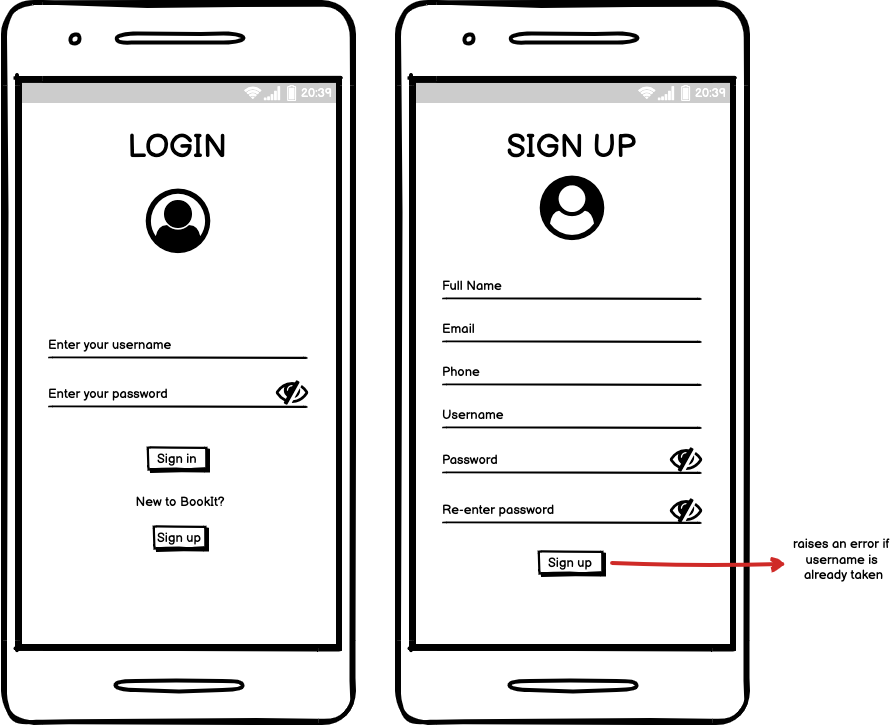 20:39
LOGIN
Enter your username
Enter your password
Sign in
New to BookIt?
Sign up
20:39
SIGN UP
Full Name
Email
Phone
Username
Password
Re-enter password
Sign up
raises an error if
username is
already taken